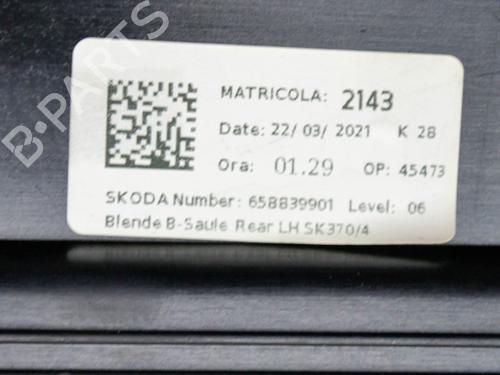 MATRICOLA: 2143
Date: 22/ 03/ 2021 K 28
Ora: 01.29 OP: 45473
SKODA Number: 658839901 Level: 06
Blende B-Saule Rear LH SK370/4
B-PARTS